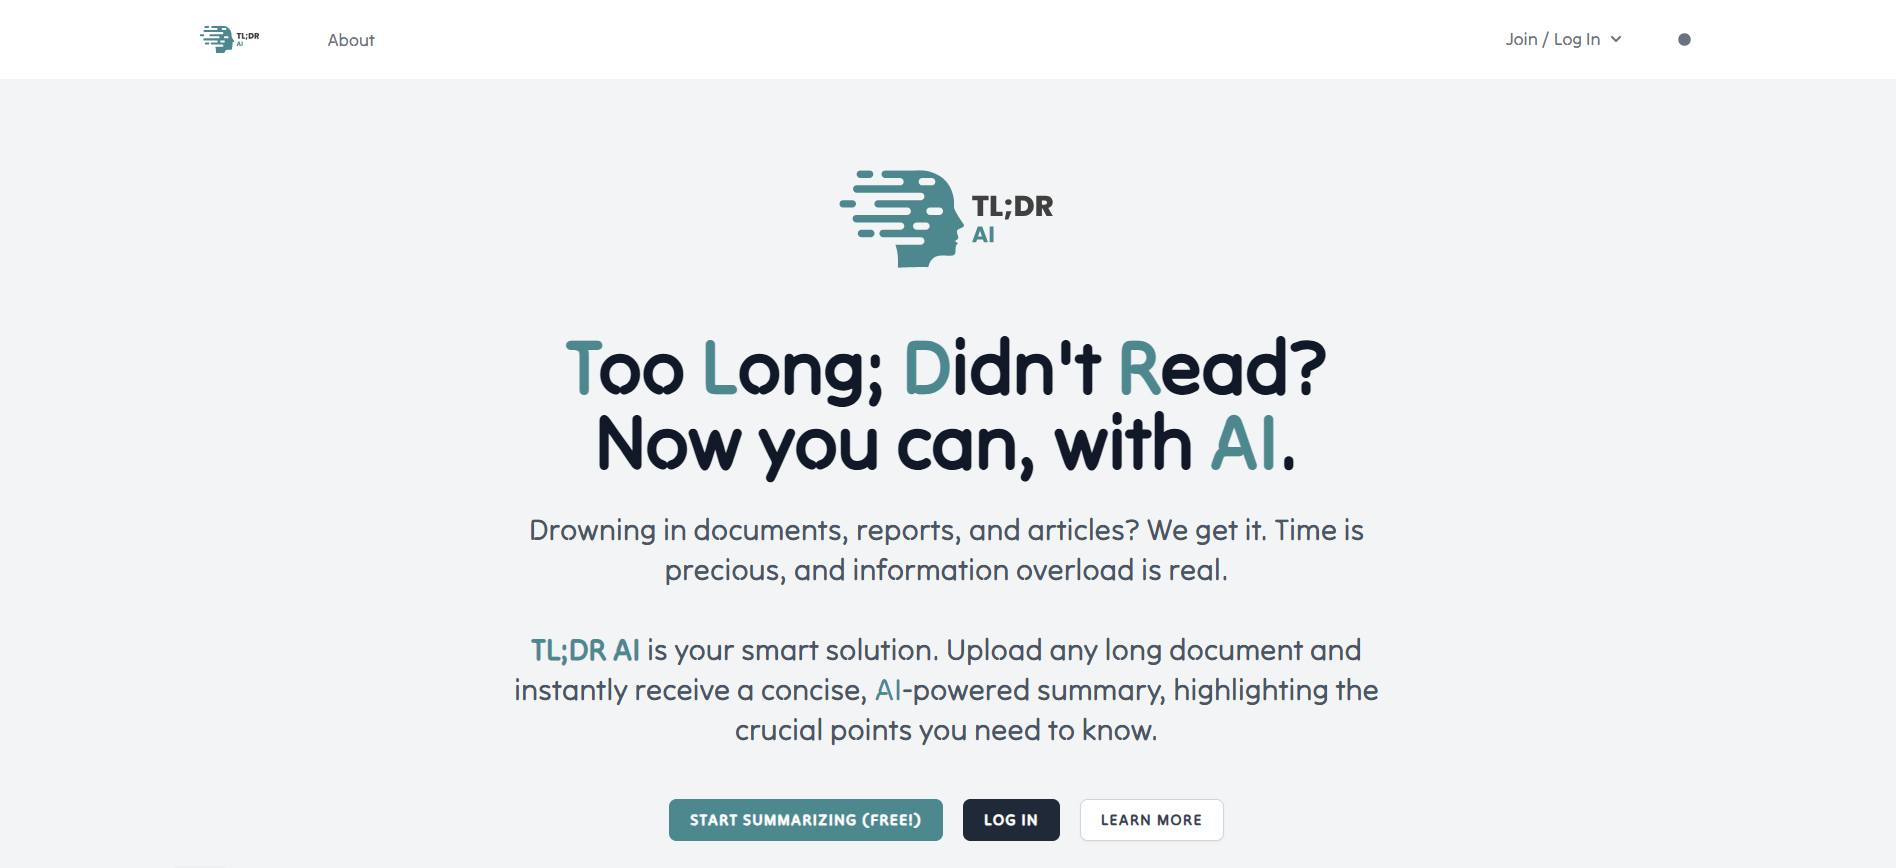 TL;DR
AI
About
Join / Log In
TL;DR
AI
Too Long; Didn't Read?
Now you can, with AI.
Drowning in documents, reports, and articles? We get it. Time is
precious, and information overload is real.
TL;DR AI is your smart solution. Upload any long document and
instantly receive a concise, AI-powered summary, highlighting the
crucial points you need to know.
START SUMMARIZING (FREE!)
LOG IN
LEARN MORE